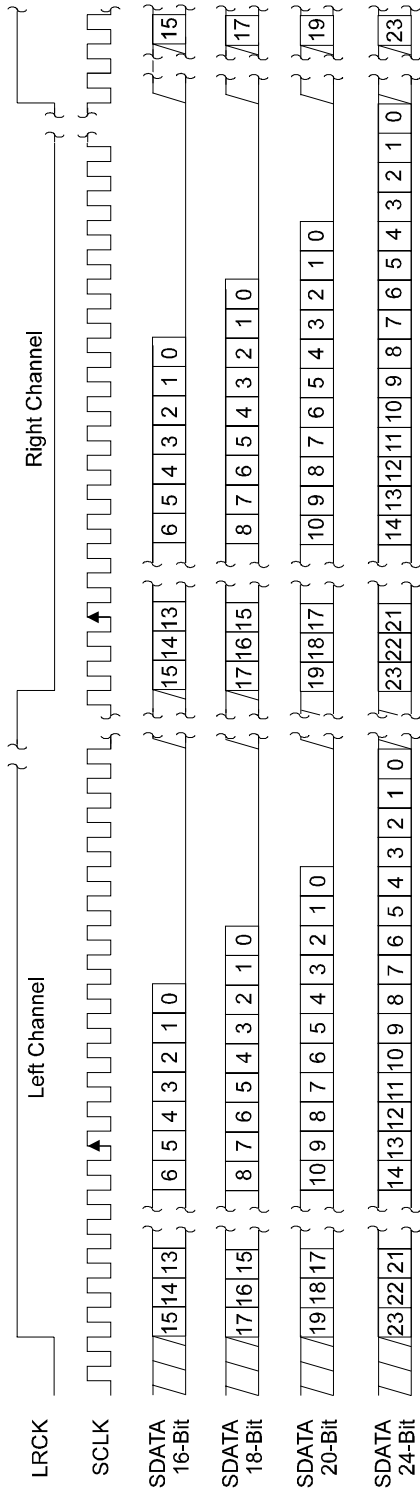 LRCK
Left Channel
Right Channel
SCLK
SDATA
16-Bit
15 14 13 6 5 4 3 2 1 0 15 14 13 6 5 4 3 2 1 0 15
SDATA
18-Bit
17 16 15 8 7 6 5 4 3 2 1 0 17 16 15 8 7 6 5 4 3 2 1 0 17
SDATA
20-Bit
19 18 17 10 9 8 7 6 5 4 3 2 1 0 19 18 17 10 9 8 7 6 5 4 3 2 1 0 19
SDATA
24-Bit
23 22 21 14 13 12 11 10 9 8 7 6 5 4 3 2 1 0 23 22 21 14 13 12 11 10 9 8 7 6 5 4 3 2 1 0 23